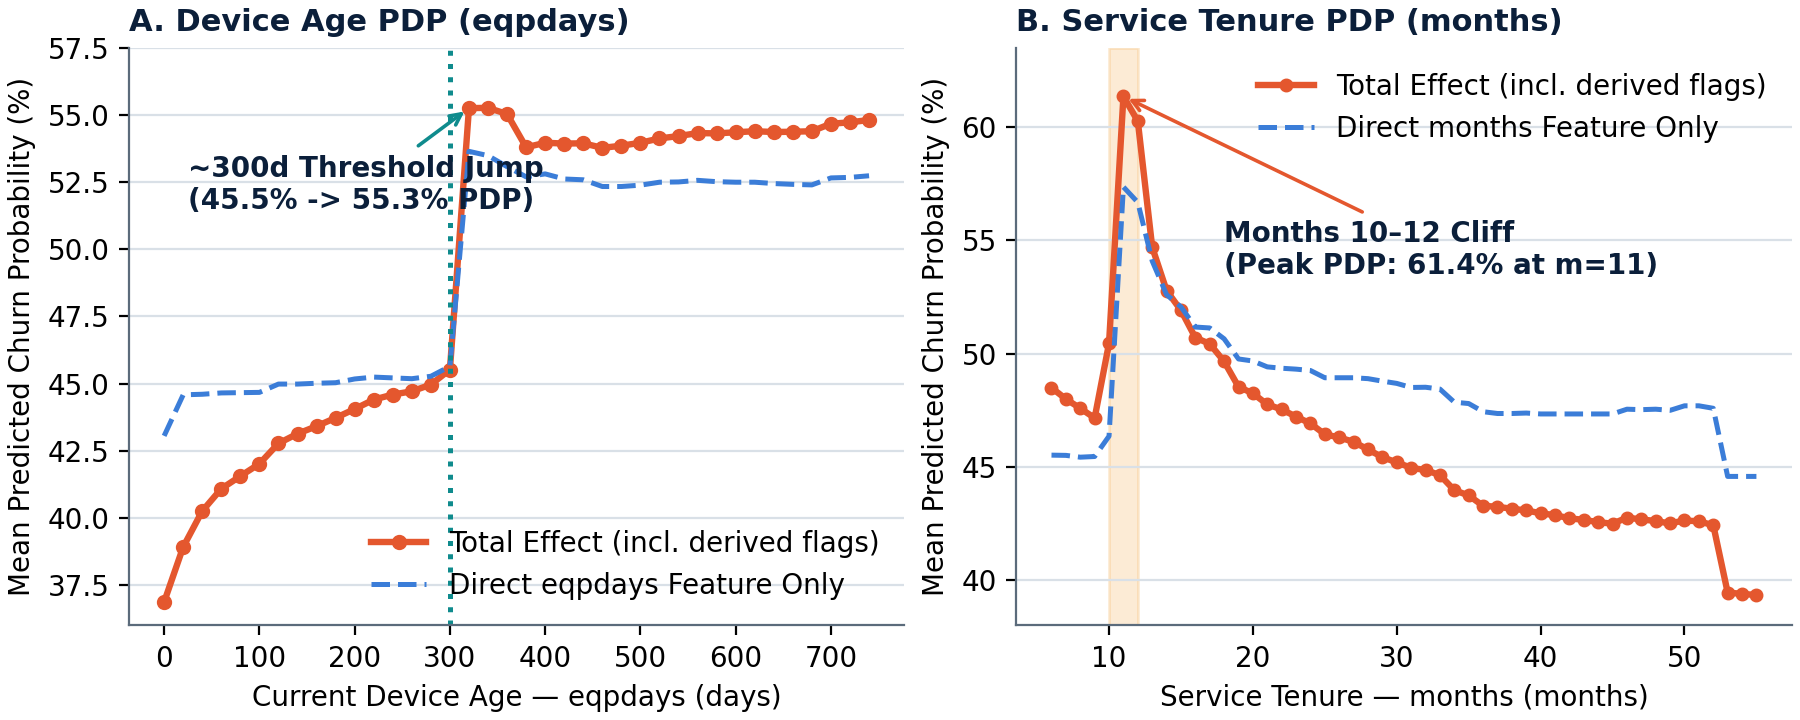 A. Device Age PDP (eqpdays)
Mean Predicted Churn Probability (%)
57.5
55.0
52.5
50.0
47.5
45.0
42.5
40.0
37.5
~300d Threshold Jump
(45.5% -> 55.3% PDP)
Total Effect (incl. derived flags)
Direct eqpdays Feature Only
0 100 200 300 400 500 600 700
Current Device Age — eqpdays (days)
B. Service Tenure PDP (months)
Mean Predicted Churn Probability (%)
60
55
50
45
40
Total Effect (incl. derived flags)
Direct months Feature Only
Months 10–12 Cliff
(Peak PDP: 61.4% at m=11)
10 20 30 40 50
Service Tenure — months (months)